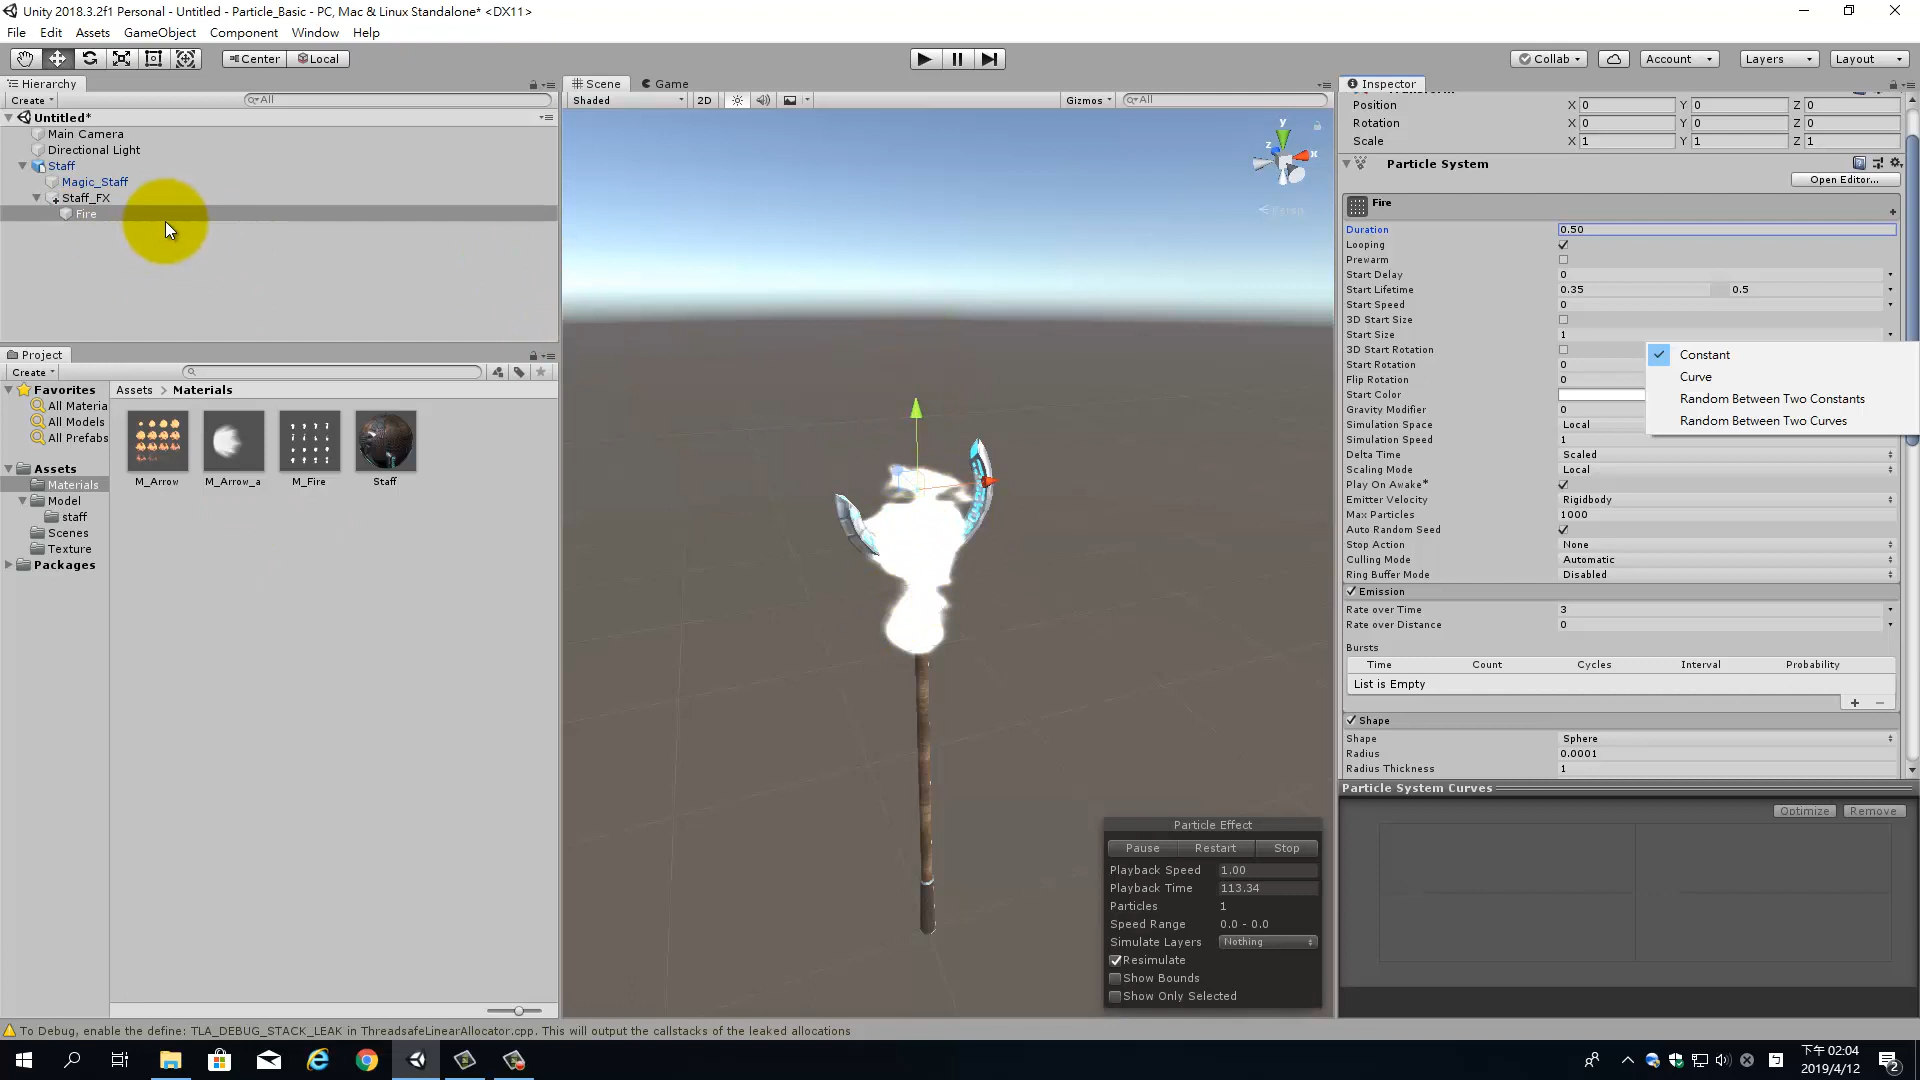 Unity 2018.3.2f1 Personal - Untitled - Particle_Basic - PC, Mac & Linux Standalone* <DX11>
File Edit Assets GameObject Component Window Help
Center Local
Collab Account Layers Layout
Hierarchy
Create All
Untitled*
Main Camera
Directional Light
Staff
Magic_Staff
Staff_FX
Fire
Project
Create
Favorites
All Materia
All Models
All Prefabs
Assets
Materials
Model
staff
Scenes
Texture
Packages
Assets > Materials
M_Arrow M_Arrow_a M_Fire Staff
Scene Game
Shaded 2D Gizmos All
y
z x
Persp
Particle Effect
Pause Restart Stop
Playback Speed 1.00
Playback Time 113.34
Particles 1
Speed Range 0.0 - 0.0
Simulate Layers Nothing
Resimulate
Show Bounds
Show Only Selected
Inspector
Position X 0 Y 0 Z 0
Rotation X 0 Y 0 Z 0
Scale X 1 Y 1 Z 1
Particle System
Open Editor...
Fire
Duration 0.50
Looping
Prewarm
Start Delay 0
Start Lifetime 0.35 0.5
Start Speed 0
3D Start Size
Start Size 1
3D Start Rotation
Start Rotation 0
Flip Rotation 0
Start Color
Gravity Modifier 0
Simulation Space Local
Simulation Speed 1
Delta Time Scaled
Scaling Mode Local
Play On Awake*
Emitter Velocity Rigidbody
Max Particles 1000
Auto Random Seed
Stop Action None
Culling Mode Automatic
Ring Buffer Mode Disabled
Constant
Curve
Random Between Two Constants
Random Between Two Curves
Emission
Rate over Time 3
Rate over Distance 0
Bursts
Time Count Cycles Interval Probability
List is Empty
Shape
Shape Sphere
Radius 0.0001
Radius Thickness 1
Particle System Curves
Optimize Remove
To Debug, enable the define: TLA_DEBUG_STACK_LEAK in ThreadsafeLinearAllocator.cpp. This will output the callstacks of the leaked allocations
下午 02:04
2019/4/12
2